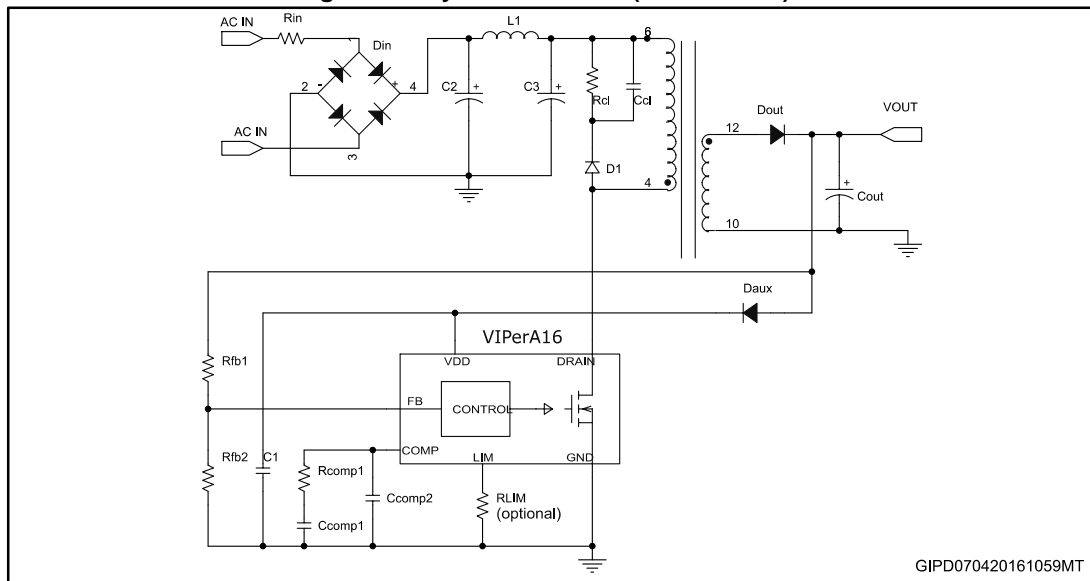 AC IN
Rin
Din
L1
6
2
-
+
4
C2
+
C3
+
Rcl
Ccl
AC IN
3
D1
4
12
Dout
VOUT
+
Cout
10
Daux
VIPerA16
VDD
DRAIN
Rfb1
FB
CONTROL
COMP
LIM
GND
Rfb2
C1
Rcomp1
Ccomp2
RLIM
(optional)
Ccomp1
GIPD070420161059MT